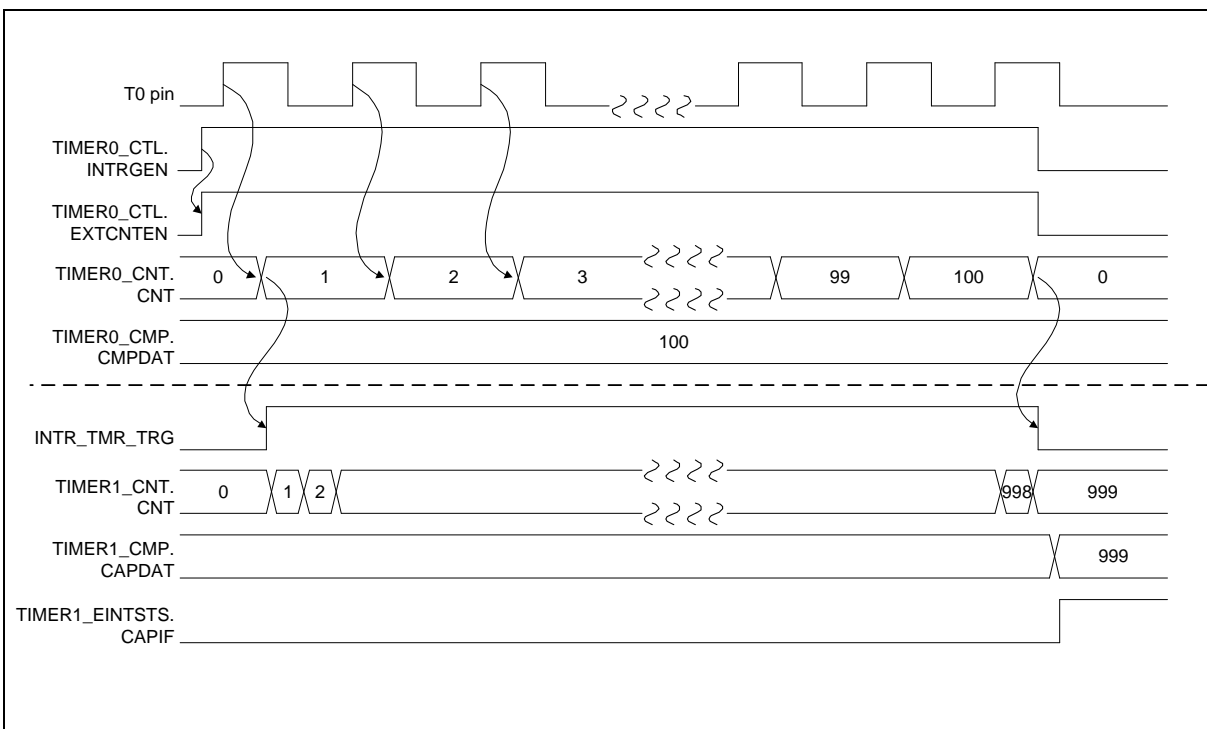 T0 pin
TIMER0_CTL.
INTRGEN
TIMER0_CTL.
EXTCNTEN
TIMER0_CNT.
CNT
0 1 2 3 99 100 0
TIMER0_CMP.
CMPDAT
100
INTR_TMR_TRG
TIMER1_CNT.
CNT
0 1 2 998 999
TIMER1_CMP.
CAPDAT
999
TIMER1_EINTSTS.
CAPIF